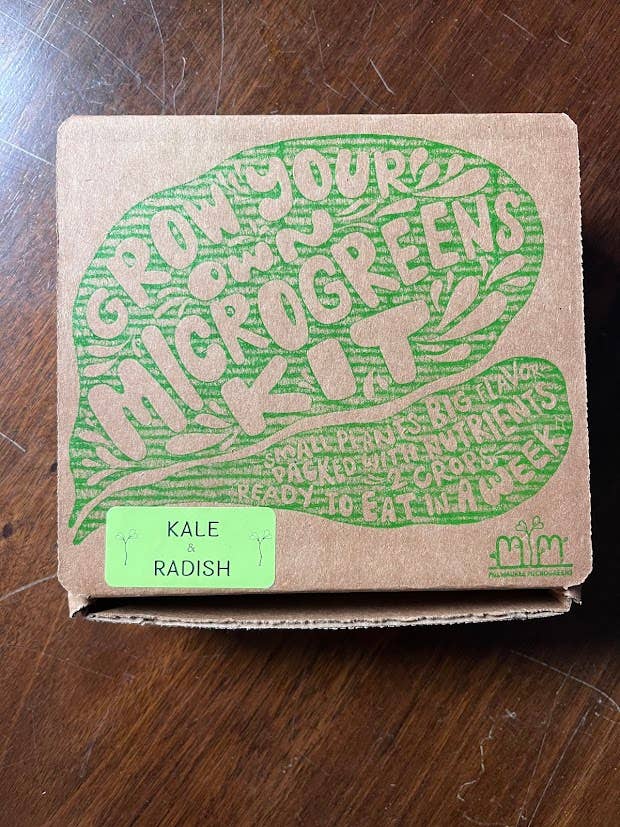 GROW YOUR
OWN
MICROGREENS
KIT
SMALL PLANTS. BIG FLAVOR
PACKED WITH NUTRIENTS
2 CROPS
READY TO EAT IN A WEEK
KALE
&
RADISH
MM
MILWAUKEE MICROGREENS